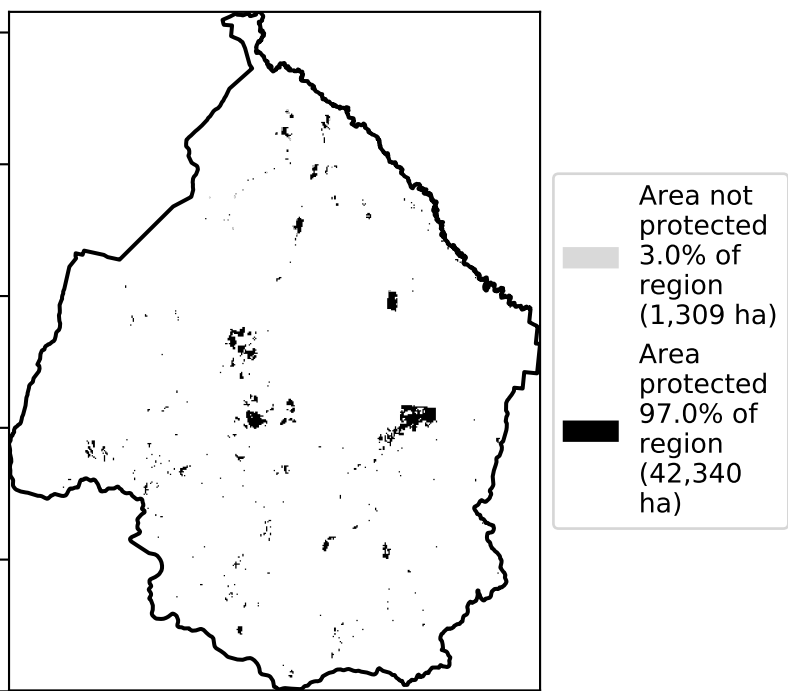 Area not
protected
3.0% of
region
(1,309 ha)
Area
protected
97.0% of
region
(42,340
ha)